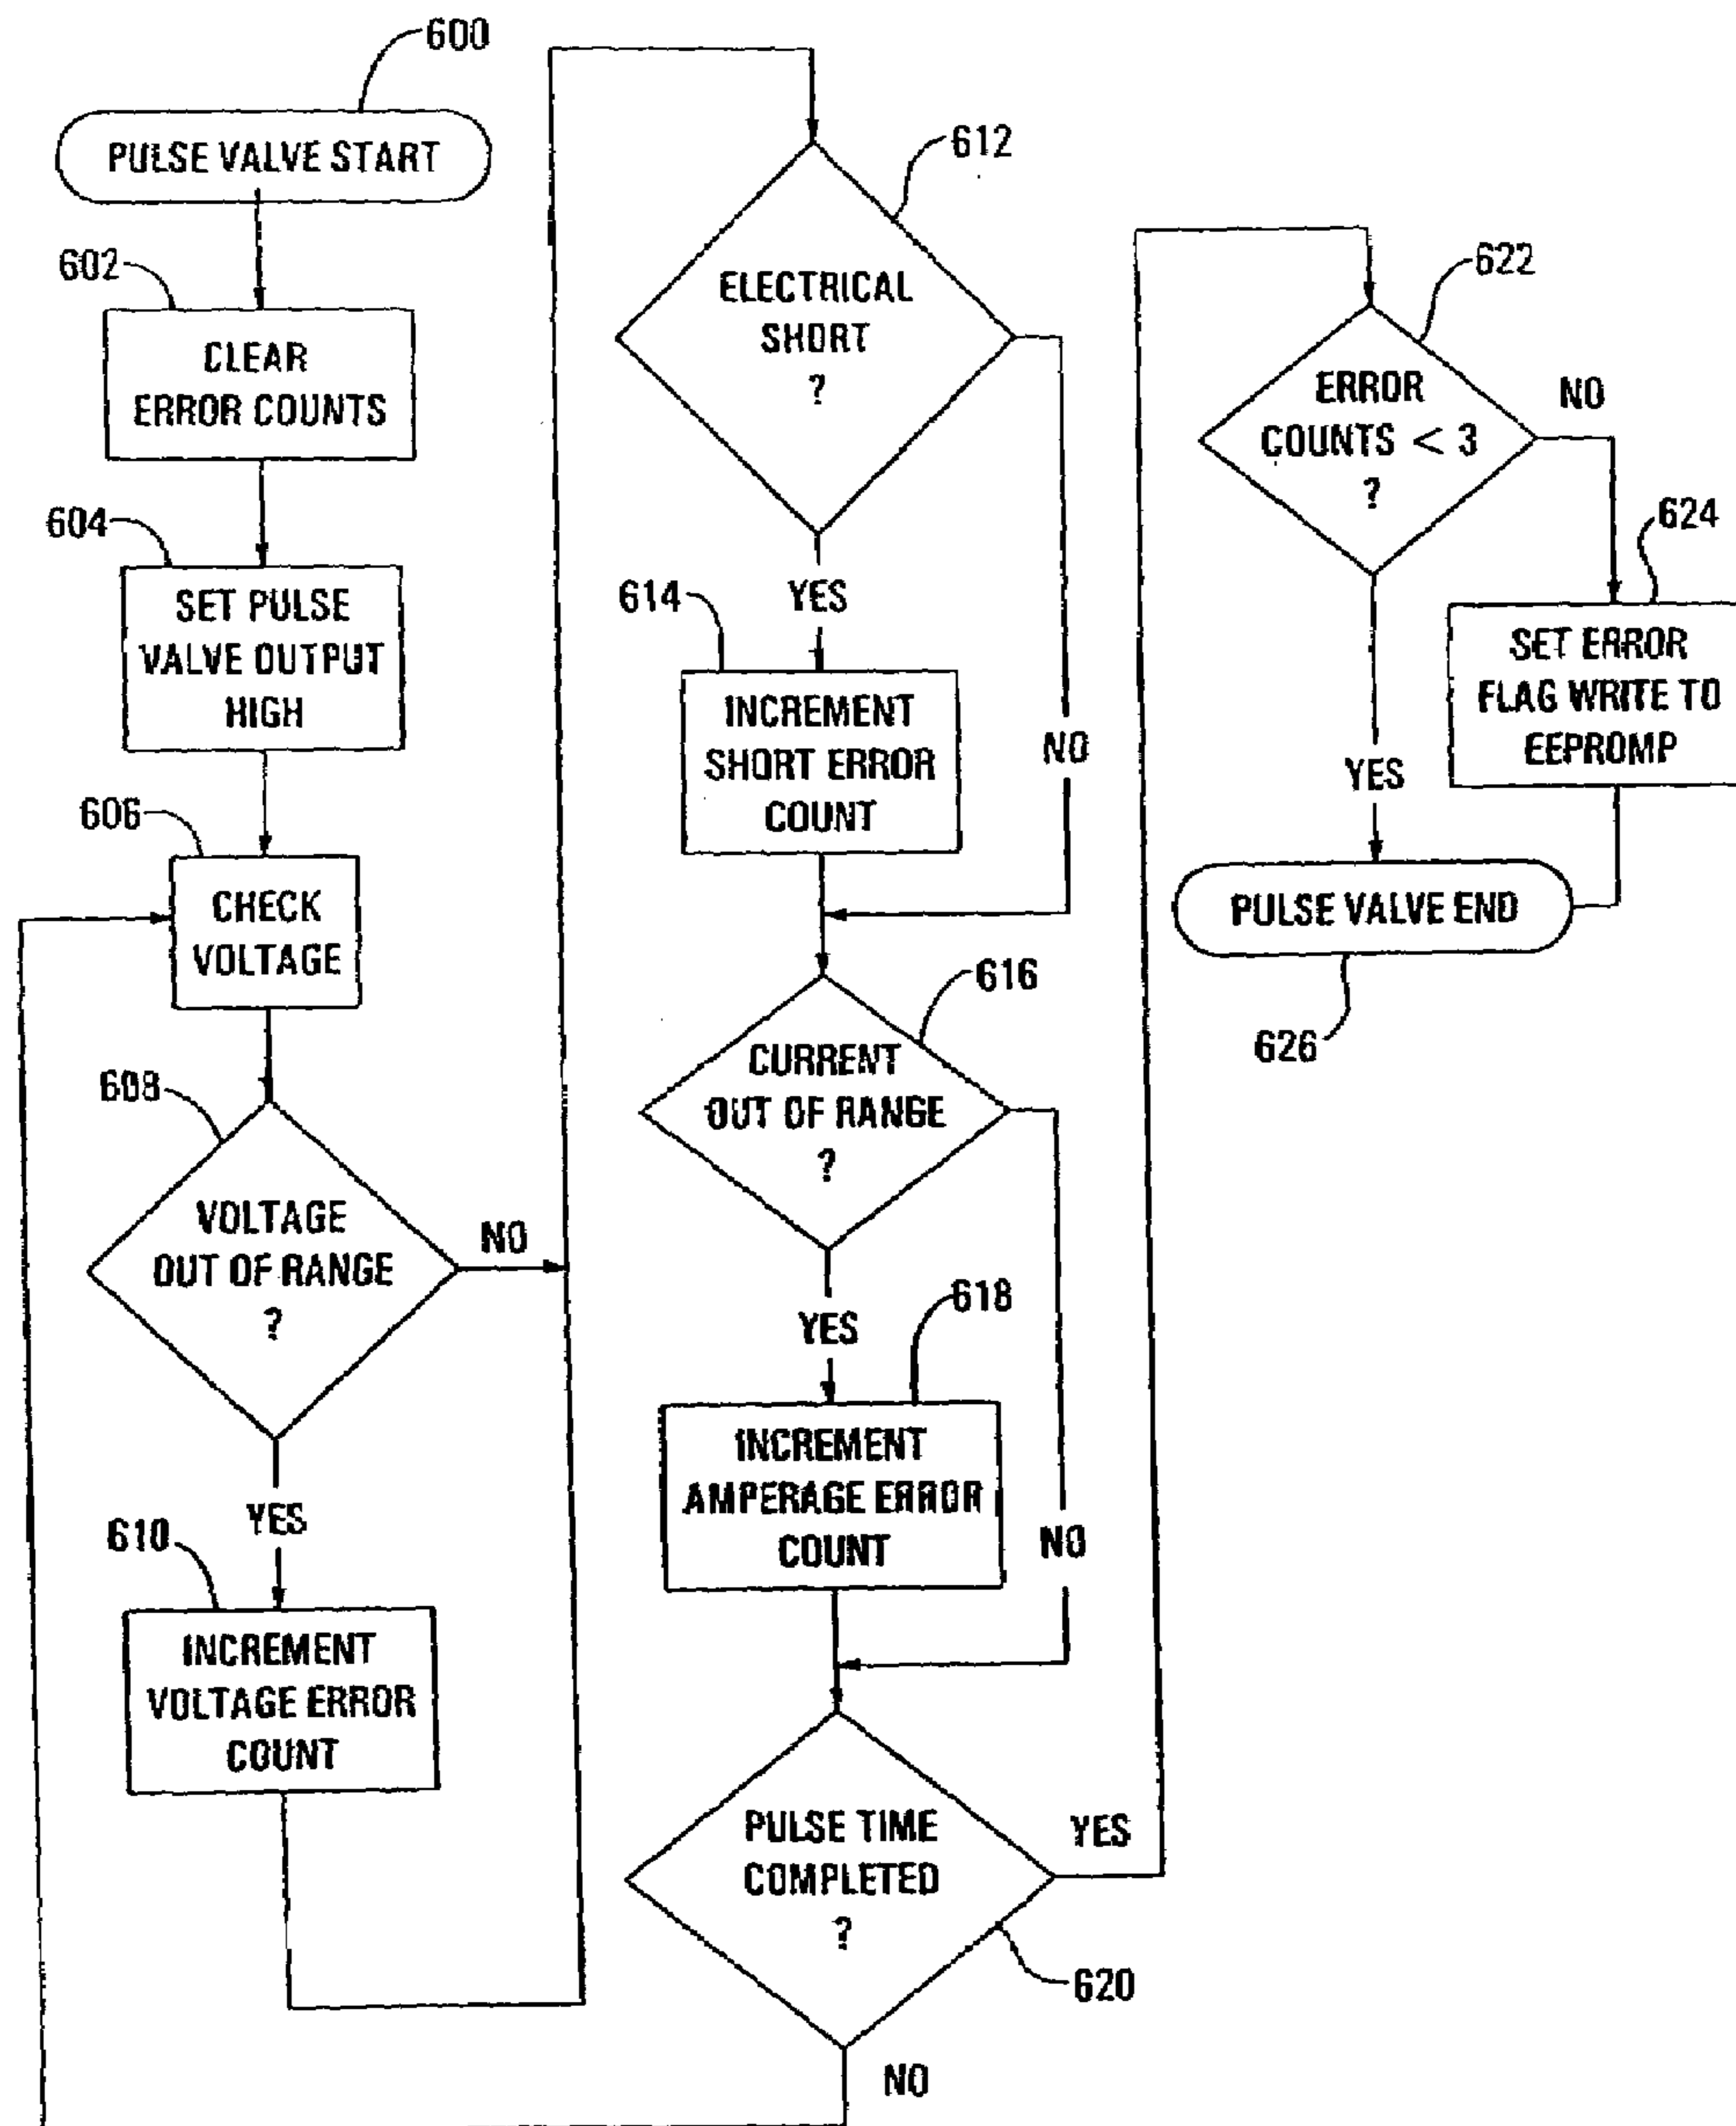 600
PULSE VALVE START
602
CLEAR
ERROR COUNTS
604
SET PULSE
VALVE OUTPUT
HIGH
606
CHECK
VOLTAGE
608
VOLTAGE
OUT OF RANGE
?
NO
YES
610
INCREMENT
VOLTAGE ERROR
COUNT
612
ELECTRICAL
SHORT
?
YES
NO
614
INCREMENT
SHORT ERROR
COUNT
616
CURRENT
OUT OF RANGE
?
YES
NO
618
INCREMENT
AMPERAGE ERROR
COUNT
PULSE TIME
COMPLETED
?
YES
620
NO
622
ERROR
COUNTS < 3
?
NO
YES
624
SET ERROR
FLAG WRITE TO
EEPROMP
PULSE VALVE END
626